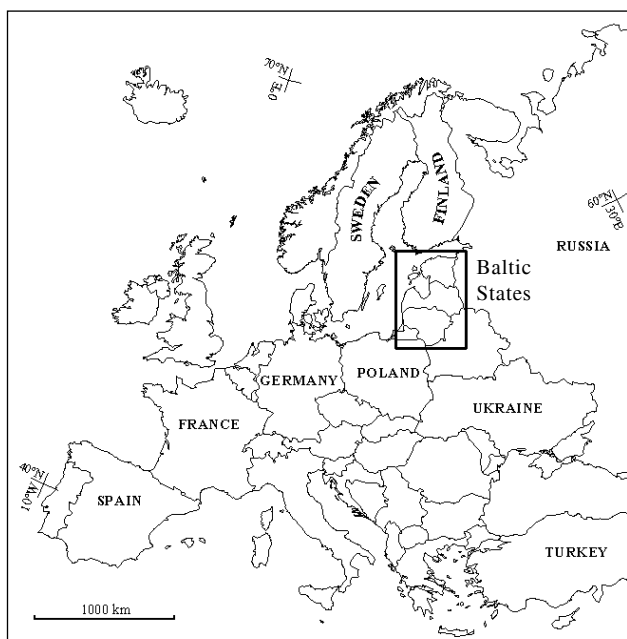 70°N
0°E
SWEDEN
FINLAND
60°N
30°E
RUSSIA
Baltic
States
GERMANY
POLAND
UKRAINE
FRANCE
40°N
10°W
SPAIN
TURKEY
1000 km